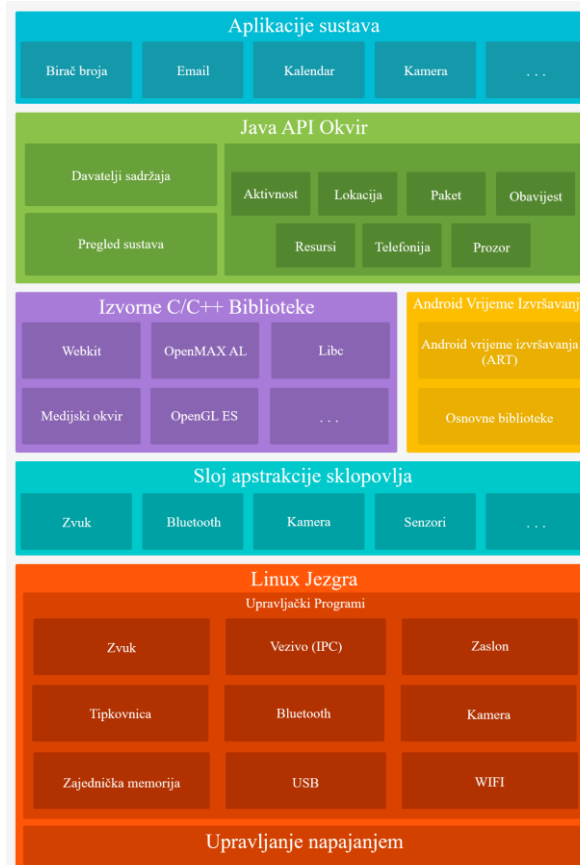 Aplikacije sustava
Birač broja
Email
Kalendar
Kamera
. . .
Java API Okvir
Davatelji sadržaja
Pregled sustava
Aktivnost
Lokacija
Paket
Obavijest
Resursi
Telefonija
Prozor
Izvorne C/C++ Biblioteke
Webkit
OpenMAX AL
Libc
Medijski okvir
OpenGL ES
. . .
Android Vrijeme Izvršavanj
Android vrijeme izvršavanja
(ART)
Osnovne biblioteke
Sloj apstrakcije sklopovlja
Zvuk
Bluetooth
Kamera
Senzori
. . .
Linux Jezgra
Upravljački Programi
Zvuk
Vezivo (IPC)
Zaslon
Tipkovnica
Bluetooth
Kamera
Zajednička memorija
USB
WIFI
Upravljanje napajanjem